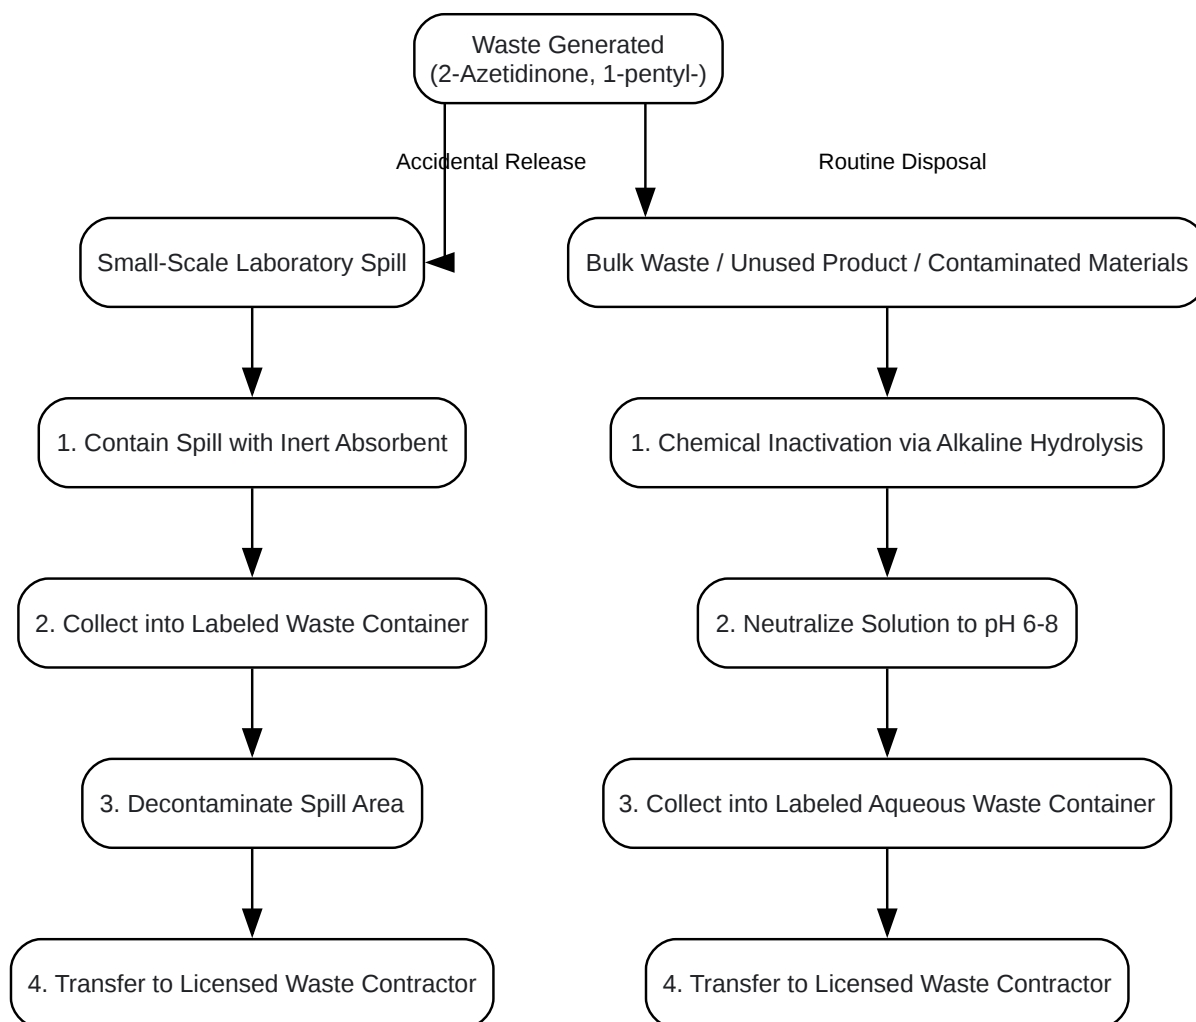 Waste Generated
(2-Azetidinone, 1-pentyl-)
Accidental Release
Routine Disposal
Small-Scale Laboratory Spill
Bulk Waste / Unused Product / Contaminated Materials
1. Contain Spill with Inert Absorbent
1. Chemical Inactivation via Alkaline Hydrolysis
2. Collect into Labeled Waste Container
2. Neutralize Solution to pH 6-8
3. Decontaminate Spill Area
3. Collect into Labeled Aqueous Waste Container
4. Transfer to Licensed Waste Contractor
4. Transfer to Licensed Waste Contractor